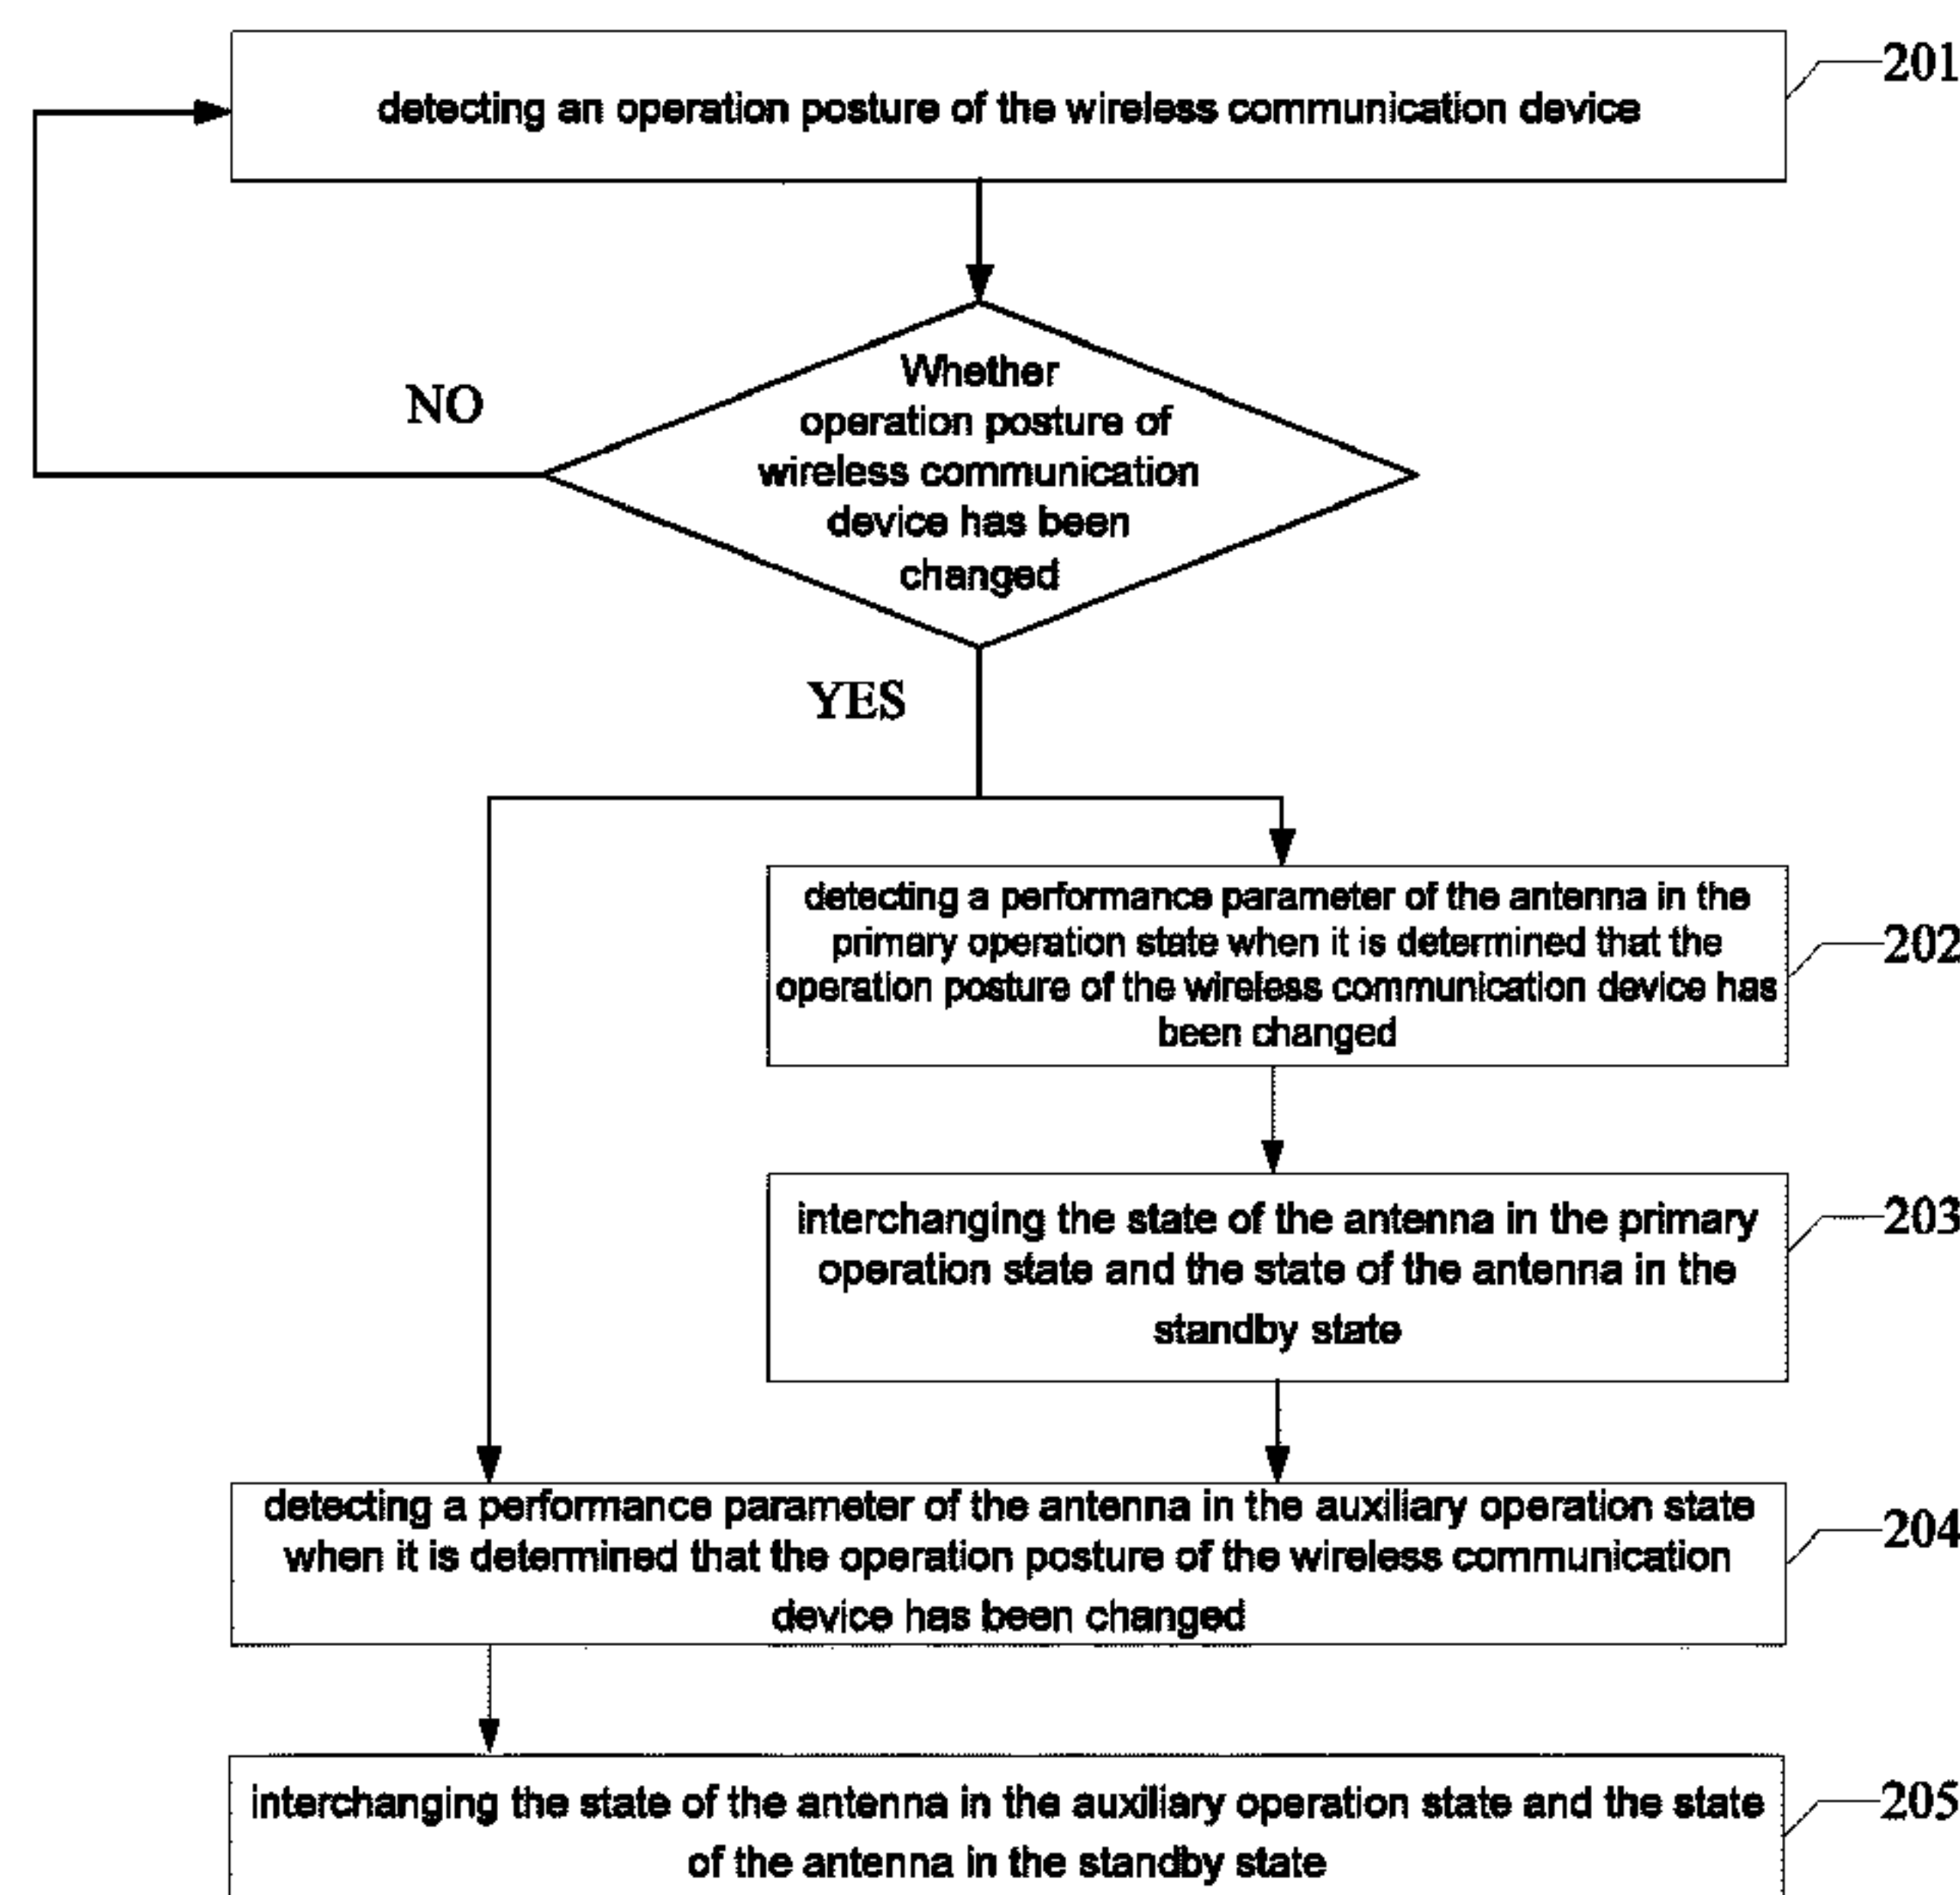 201
detecting an operation posture of the wireless communication device
Whether
operation posture of
wireless communication
device has been
changed
NO
YES
detecting a performance parameter of the antenna in the
primary operation state when it is determined that the
operation posture of the wireless communication device has
been changed
202
interchanging the state of the antenna in the primary
operation state and the state of the antenna in the
standby state
203
detecting a performance parameter of the antenna in the auxiliary operation state
when it is determined that the operation posture of the wireless communication
device has been changed
204
interchanging the state of the antenna in the auxiliary operation state and the state
of the antenna in the standby state
205